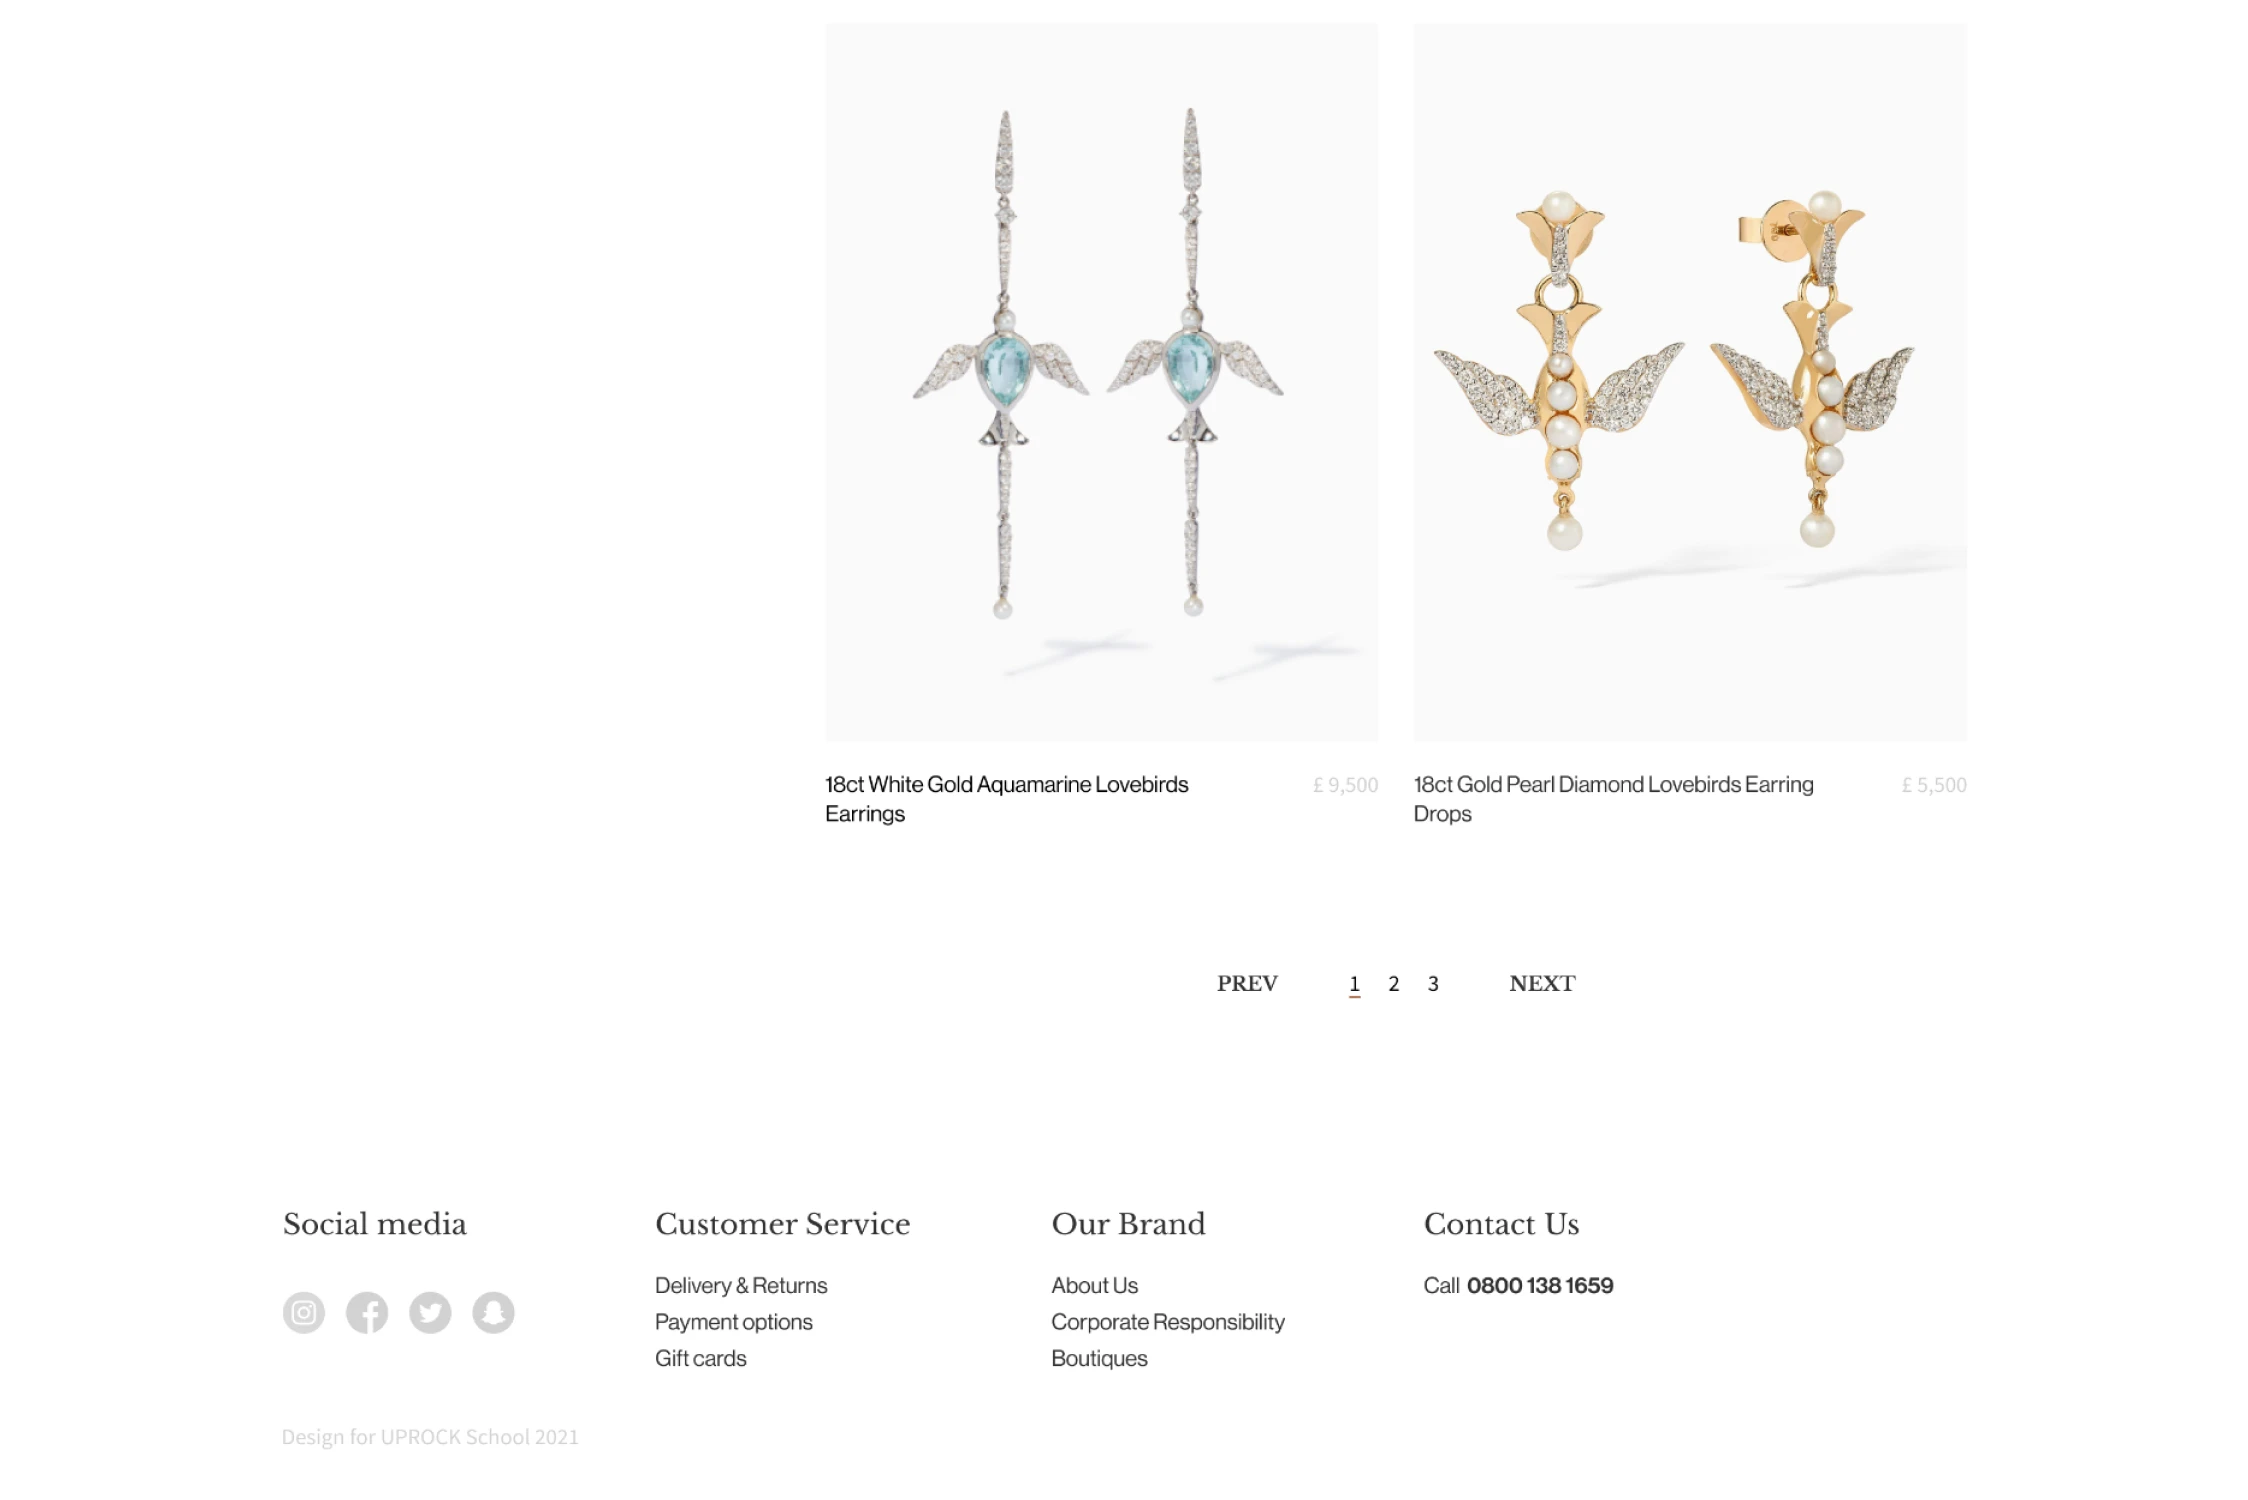 18ct White Gold Aquamarine Lovebirds
Earrings
£ 9,500
18ct Gold Pearl Diamond Lovebirds Earring
Drops
£ 5,500
PREV 1 2 3 NEXT
Social media
Customer Service
Delivery & Returns
Payment options
Gift cards
Our Brand
About Us
Corporate Responsibility
Boutiques
Contact Us
Call 0800 138 1659
Design for UPROCK School 2021